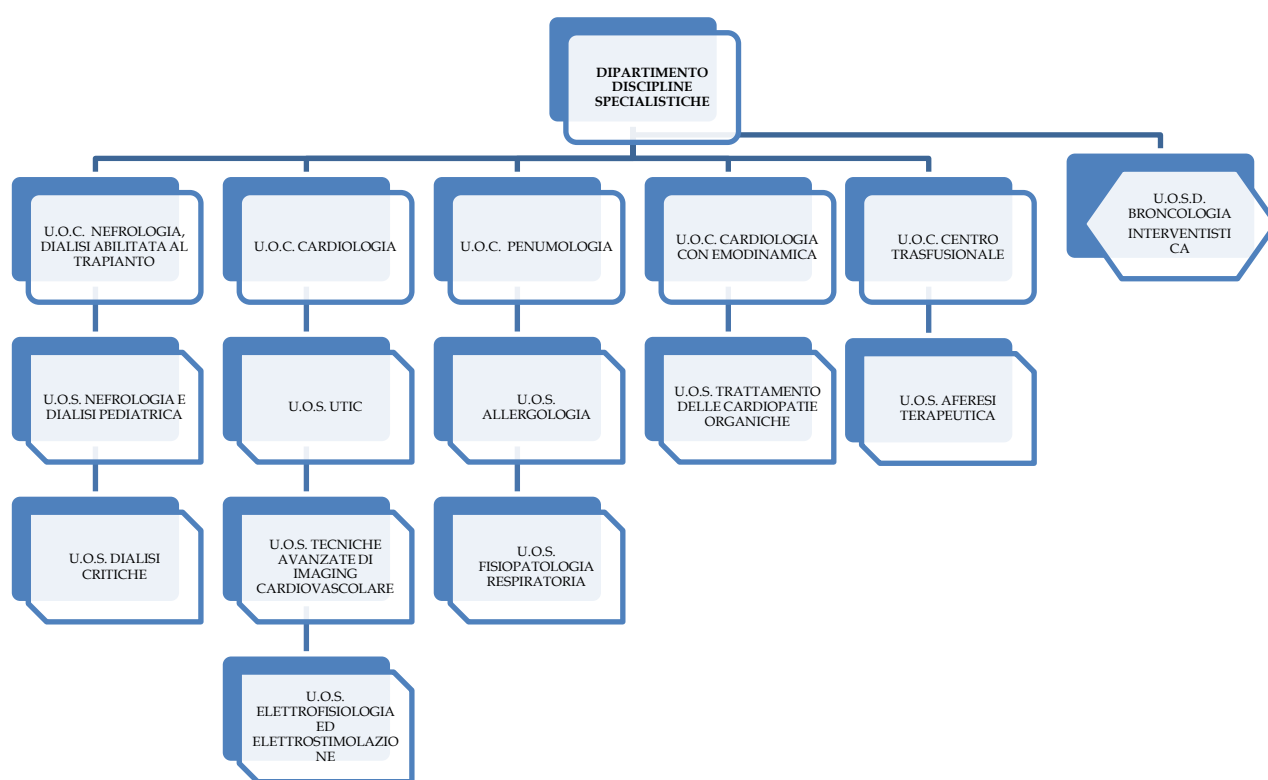 DIPARTIMENTO
DISCIPLINE
SPECIALISTICHE
U.O.C. NEFROLOGIA,
DIALISI ABILITATA AL
TRAPIANTO
U.O.C. CARDIOLOGIA
U.O.C. PENUMOLOGIA
U.O.C. CARDIOLOGIA
CON EMODINAMICA
U.O.C. CENTRO
TRASFUSIONALE
U.O.S.D.
BRONCOLOGIA
INTERVENTISTI
CA
U.O.S. NEFROLOGIA E
DIALISI PEDIATRICA
U.O.S. UTIC
U.O.S.
ALLERGOLOGIA
U.O.S. TRATTAMENTO
DELLE CARDIOPATIE
ORGANICHE
U.O.S. AFERESI
TERAPEUTICA
U.O.S. DIALISI
CRITICHE
U.O.S. TECNICHE
AVANZATE DI
IMAGING
CARDIOVASCOLARE
U.O.S.
FISIOPATOLOGIA
RESPIRATORIA
U.O.S.
ELETTROFISIOLOGIA
ED
ELETTROSTIMOLAZIO
NE